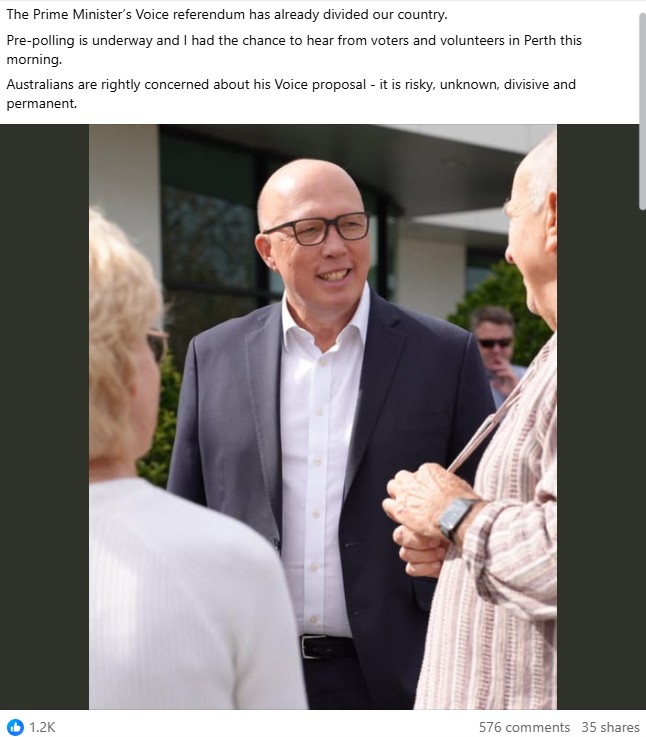 The Prime Minister’s Voice referendum has already divided our country.
Pre-polling is underway and I had the chance to hear from voters and volunteers in Perth this
morning.
Australians are rightly concerned about his Voice proposal - it is risky, unknown, divisive and
permanent.
1.2K
576 comments 35 shares